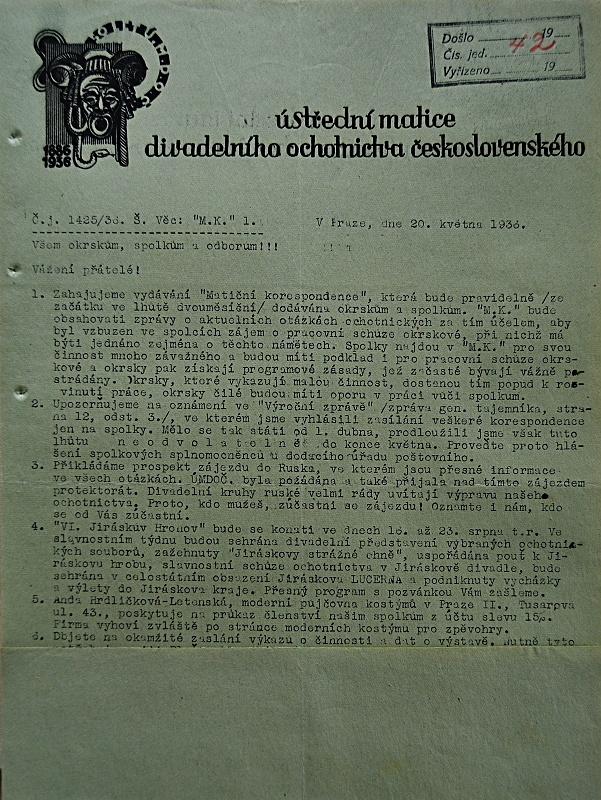 Došlo 19
Čís. jed. 42
Vyřízeno 19
1886
1936
ústřední matice
divadelního ochotnictva československého
Č.j. 1425/36. Š. Věc: "M.K." 1. V Praze, dne 20. května 1936.
Všem okrskům, spolkům a odborům!!!
Vážení přátelé!
1. Zahajujeme vydávání "Matiční korespondence", která bude pravidelně /ze
začátku ve lhůtě dvouměsíční/ dodávána okrskům a spolkům. "M.K." bude
obsahovati zprávy o aktuelních otázkách ochotnických za tím účelem, aby
byl vzbuzen ve spolcích zájem o pracovní schůze okrskové, při nichž má
býti jednáno zejména o těchto námětech. Spolky najdou v "M.K." pro svou
činnost mnoho závažného a budou míti podklad i pro pracovní schůze okrs-
kové a okrsky pak získají programové zásady, jež začasté bývají vážně po-
strádány. Okrsky, které vykazují malou činnost, dostanou tím popud k roz-
vinutí práce, okrsky čilé budou míti oporu v práci vůči spolkům.
2. Upozorňujeme na oznámení ve "Výroční zprávě" /zpráva gen. tajemníka, stra-
na 12, odst. 3./, ve kterém jsme vyhlásili zasílání veškeré korespondence
jen na spolky. Mělo se tak státi od 1. dubna, prodloužili jsme však tuto
lhůtu n e o d v o l a t e l n ě do konce května. Proveďte proto hlá-
šení spolkových splnomocněnců u dodacího úřadu poštovního.
3. Přikládáme prospekt zájezdu do Ruska, ve kterém jsou přesné informace
ve všech otázkách. ÚMDOČ. byla požádána a také přijala nad tímto zájezdem
protektorát. Divadelní kruhy ruské velmi rády uvítají výpravu našeho
ochotnictva. Proto, kdo můžeš, zúčastni se zájezdu! Oznamte i nám, kdo
se od Vás zúčastní.
4. "VI. Jiráskův Hronov" bude se konati ve dnech 16. až 23. srpna t.r. Ve
slavnostním týdnu budou sehrána divadelní představení vybraných ochotnic-
kých souborů, zažehnuty "Jiráskovy strážné ohně", uspořádána pouť k Ji-
ráskovu hrobu, slavnostní schůze ochotnictva v Jiráskově divadle, bude
sehrána v celostátním obsazení Jiráskova LUCERNA a podniknuty vycházky
a výlety do Jiráskova kraje. Přesný program s pozvánkou Vám zašleme.
5. Anda Hrdličková-Letenská, moderní půjčovna kostýmů v Praze II., Tusarova
ul. 43., poskytuje na průkaz členství našim spolkům z účtu slevu 15%.
Firma vyhoví zvláště po stránce moderních kostýmů pro zpěvohry.
6. Dbejte na okamžité zaslání výkazu o činnosti a dat o výstavě. Nutně tyto